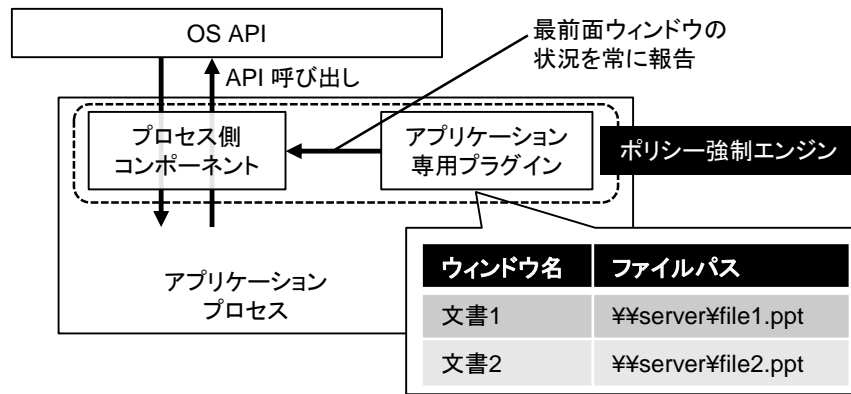 OS API
最前面ウィンドウの
状況を常に報告
API 呼び出し
プロセス側
コンポーネント
アプリケーション
専用プラグイン
ポリシー強制エンジン
アプリケーション
プロセス
ウィンドウ名 ファイルパス
文書1 ¥¥server¥file1.ppt
文書2 ¥¥server¥file2.ppt